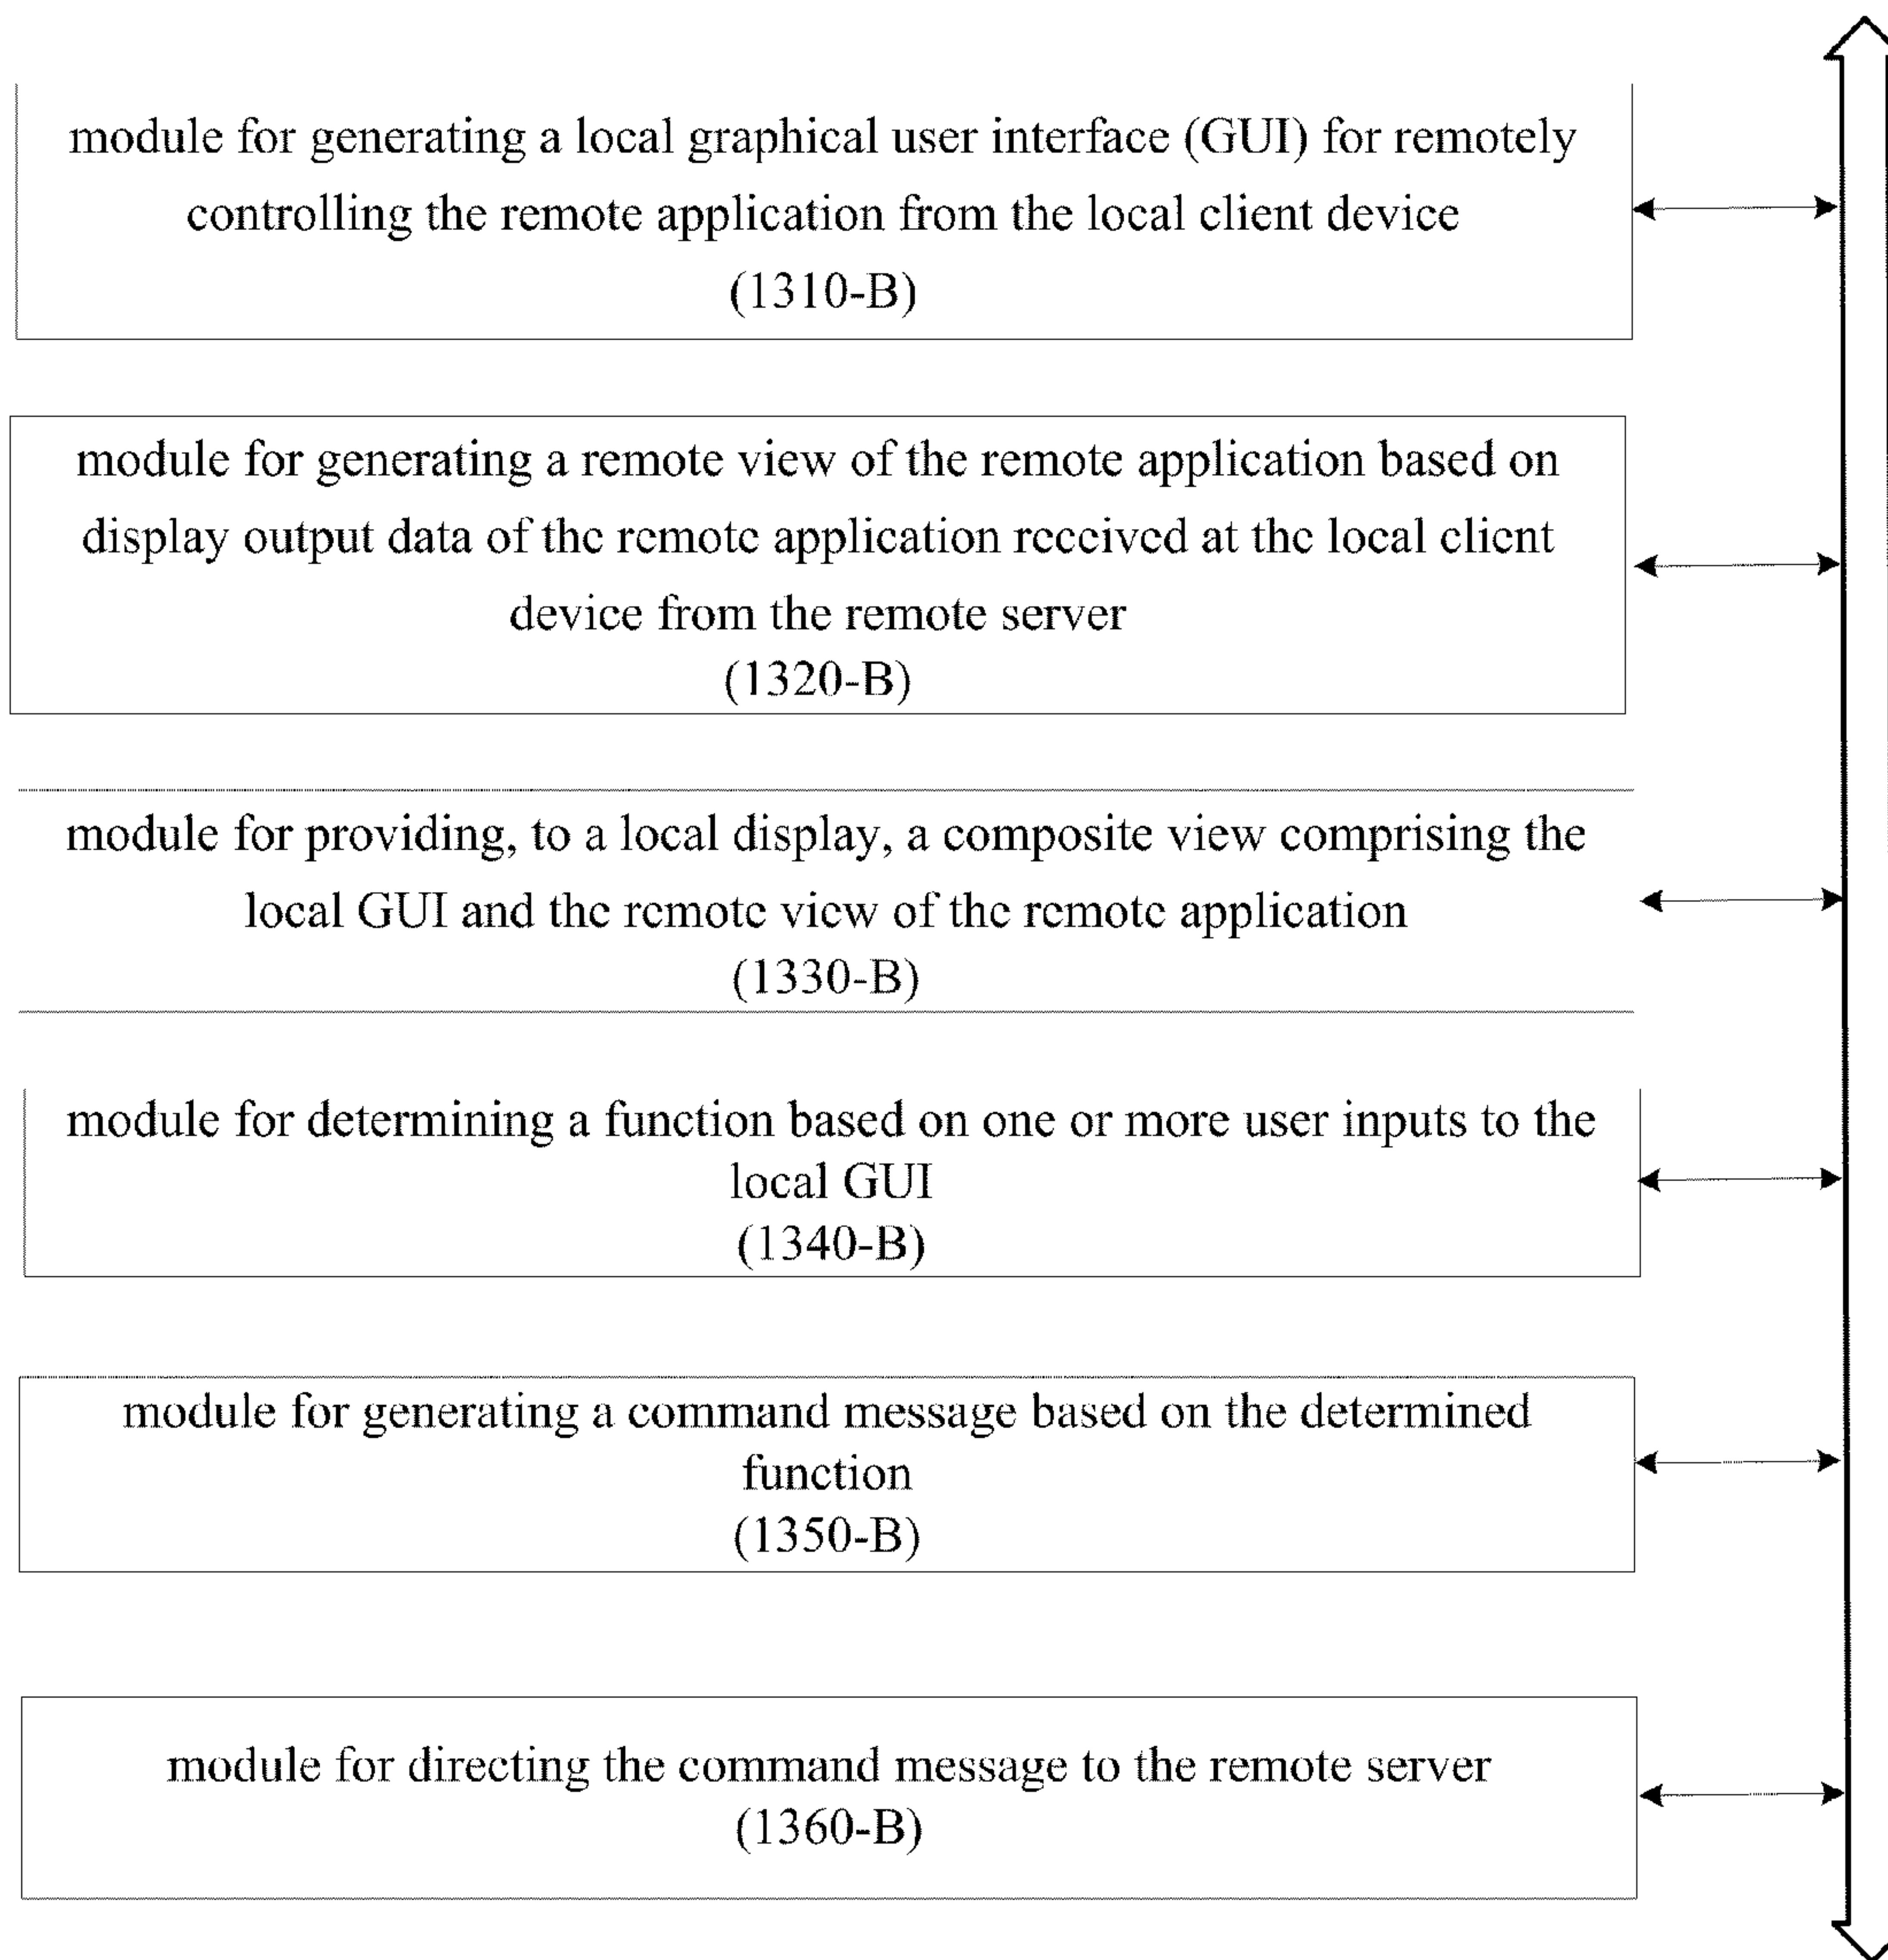 module for generating a local graphical user interface (GUI) for remotely
controlling the remote application from the local client device
(1310-B)
module for generating a remote view of the remote application based on
display output data of the remote application received at the local client
device from the remote server
(1320-B)
module for providing, to a local display, a composite view comprising the
local GUI and the remote view of the remote application
(1330-B)
module for determining a function based on one or more user inputs to the
local GUI
(1340-B)
module for generating a command message based on the determined
function
(1350-B)
module for directing the command message to the remote server
(1360-B)